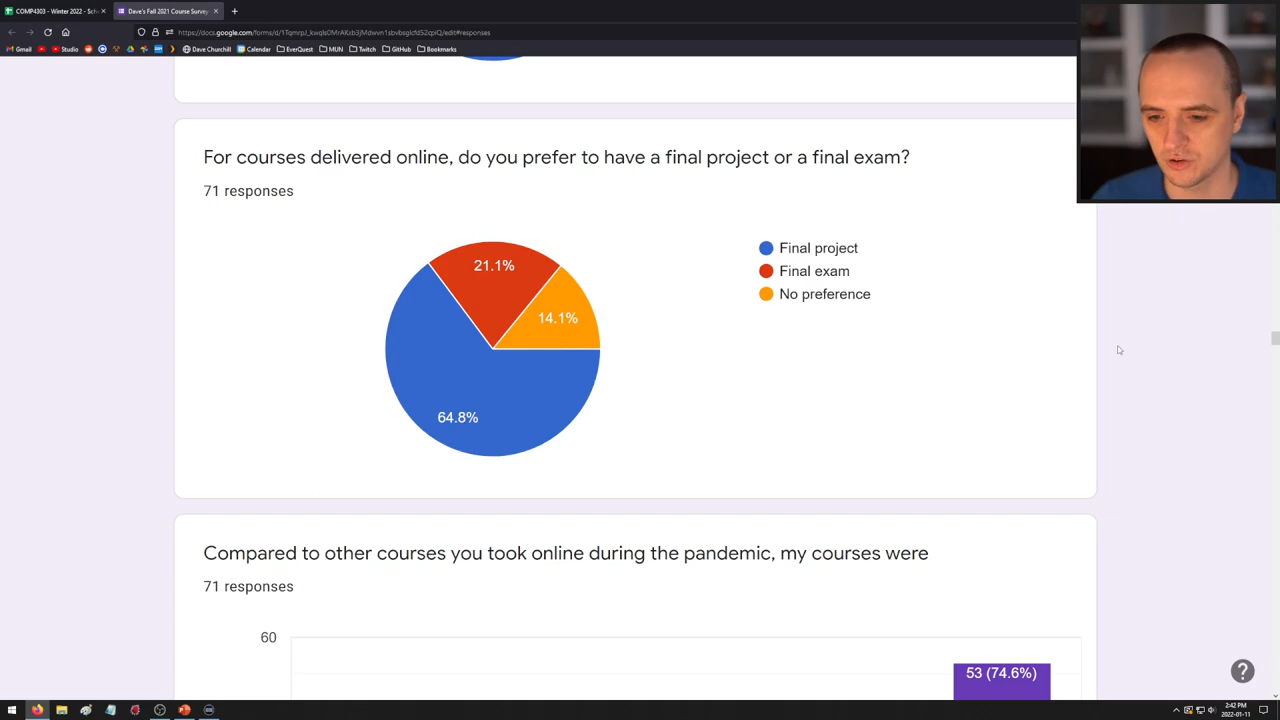 COMP4303 - Winter 2022 - Sch
Dave's Fall 2021 Course Survey
Gmail
YouTube
Studio
Dave Churchill
Calendar
EverQuest
MUN
Twitch
GitHub
Bookmarks
For courses delivered online, do you prefer to have a final project or a final exam?
71 responses
21.1%
14.1%
64.8%
Final project
Final exam
No preference
Compared to other courses you took online during the pandemic, my courses were
71 responses
60
53 (74.6%)
2:42 PM
2022-01-11